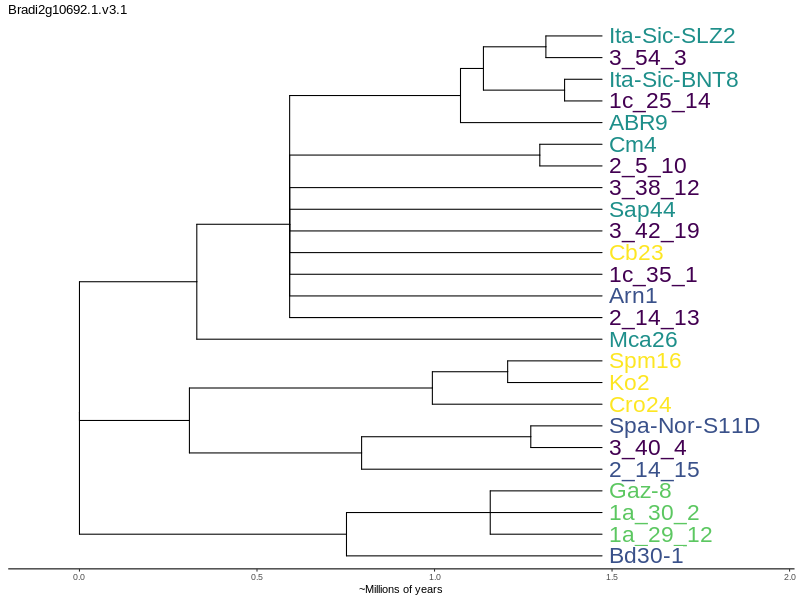 Bradi2g10692.1.v3.1
Ita-Sic-SLZ2
3_54_3
Ita-Sic-BNT8
1c_25_14
ABR9
Cm4
2_5_10
3_38_12
Sap44
3_42_19
Cb23
1c_35_1
Arn1
2_14_13
Mca26
Spm16
Ko2
Cro24
Spa-Nor-S11D
3_40_4
2_14_15
Gaz-8
1a_30_2
1a_29_12
Bd30-1
0.0 0.5 1.0 1.5 2.0
~Millions of years